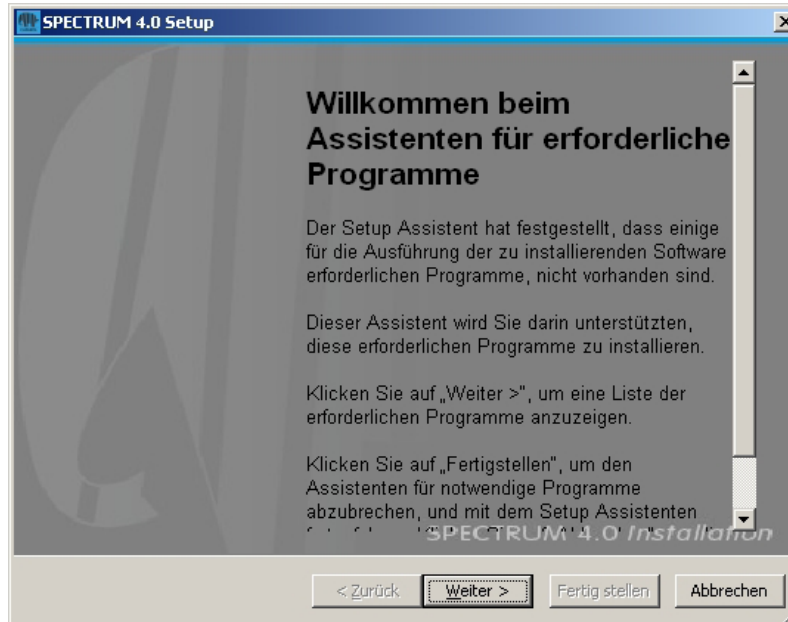 SPECTRUM 4.0 Setup
Willkommen beim
Assistenten für erforderliche
Programme
Der Setup Assistent hat festgestellt, dass einige
für die Ausführung der zu installierenden Software
erforderlichen Programme, nicht vorhanden sind.
Dieser Assistent wird Sie darin unterstützten,
diese erforderlichen Programme zu installieren.
Klicken Sie auf „Weiter >", um eine Liste der
erforderlichen Programme anzuzeigen.
Klicken Sie auf „Fertigstellen", um den
Assistenten für notwendige Programme
abzubrechen, und mit dem Setup Assistenten
SPECTRUM 4.0 Installation
< Zurück
Weiter >
Fertig stellen
Abbrechen